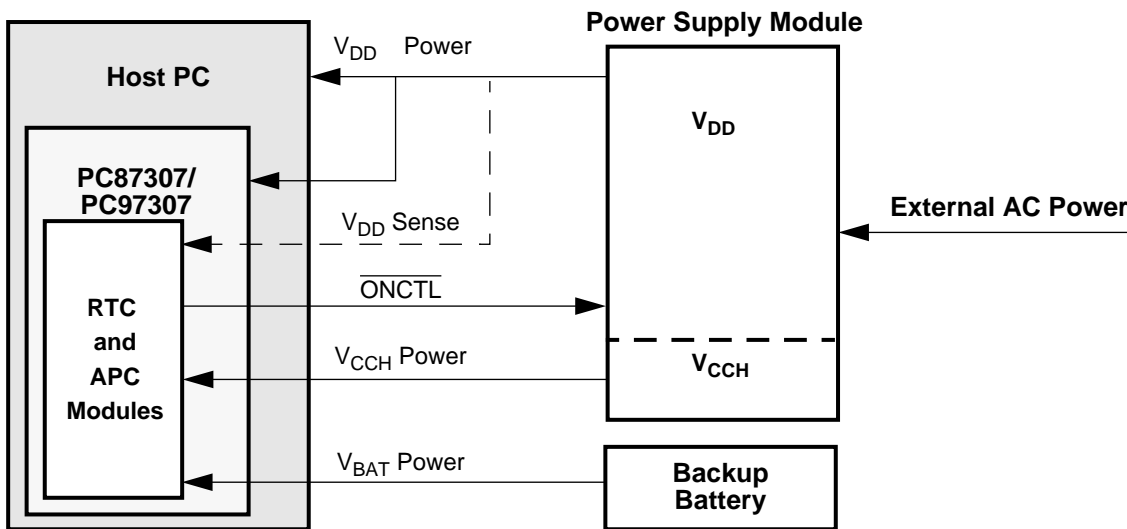 Power Supply Module
V_DD Power
Host PC
V_DD
PC87307/
PC97307
External AC Power
V_DD Sense
ONCTL
RTC
and
APC
Modules
V_CCH Power
V_CCH
V_BAT Power
Backup
Battery